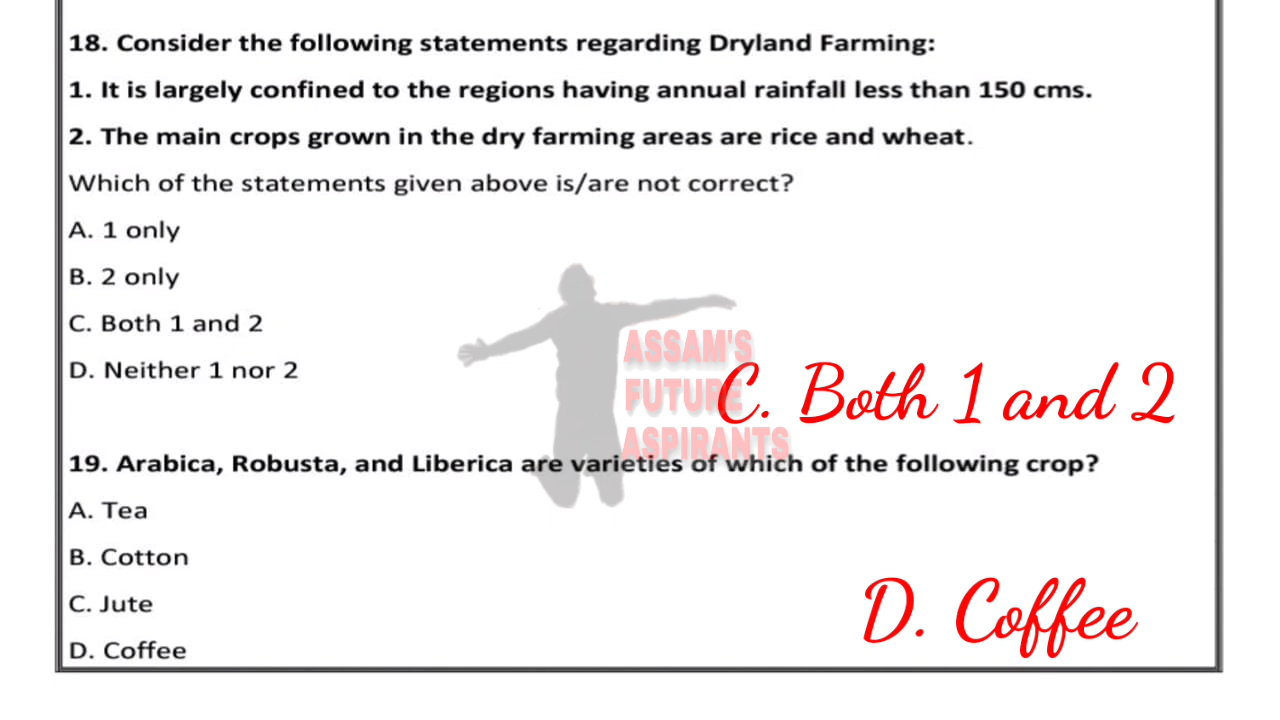 18. Consider the following statements regarding Dryland Farming:
1. It is largely confined to the regions having annual rainfall less than 150 cms.
2. The main crops grown in the dry farming areas are rice and wheat.
Which of the statements given above is/are not correct?
A. 1 only
B. 2 only
C. Both 1 and 2
D. Neither 1 nor 2
ASSAM'S
FUTURE
ASPIRANTS
C. Both 1 and 2
19. Arabica, Robusta, and Liberica are varieties of which of the following crop?
A. Tea
B. Cotton
C. Jute
D. Coffee
D. Coffee